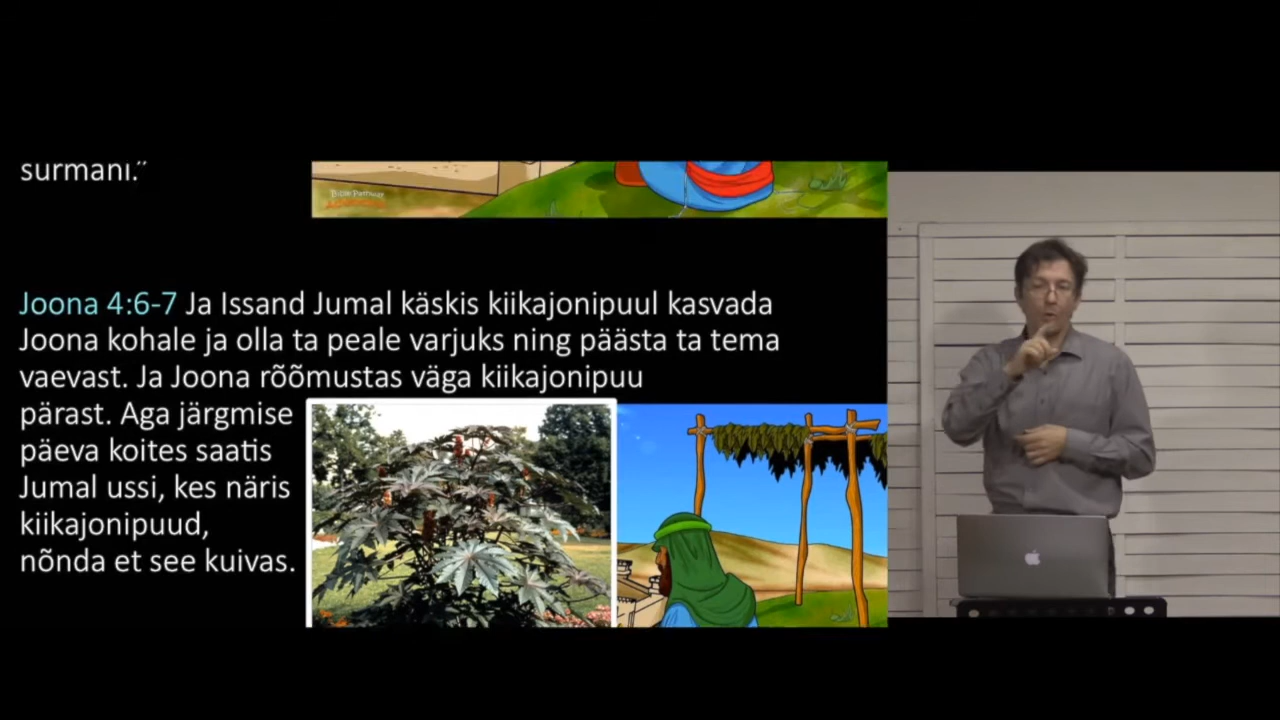 surmani.”
Joona 4:6-7 Ja Issand Jumal käskis kiikajonipuul kasvada
Joona kohale ja olla ta peale varjuks ning päästa ta tema
vaevast. Ja Joona rõõmustas väga kiikajonipuu
pärast. Aga järgmise
päeva koites saatis
Jumal ussi, kes näris
kiikajonipuud,
nõnda et see kuivas.